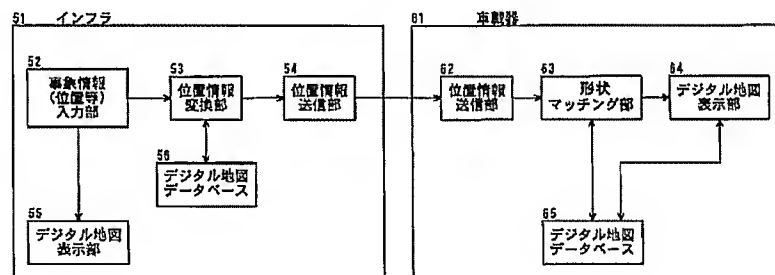 51 インフラ
52
事象情報
(位置等)
入力部
53
位置情報
変換部
54
位置情報
送信部
55
デジタル地図
表示部
56
デジタル地図
データベース
61 車載器
62
位置情報
送信部
63
形状
マッチング部
64
デジタル地図
表示部
65
デジタル地図
データベース